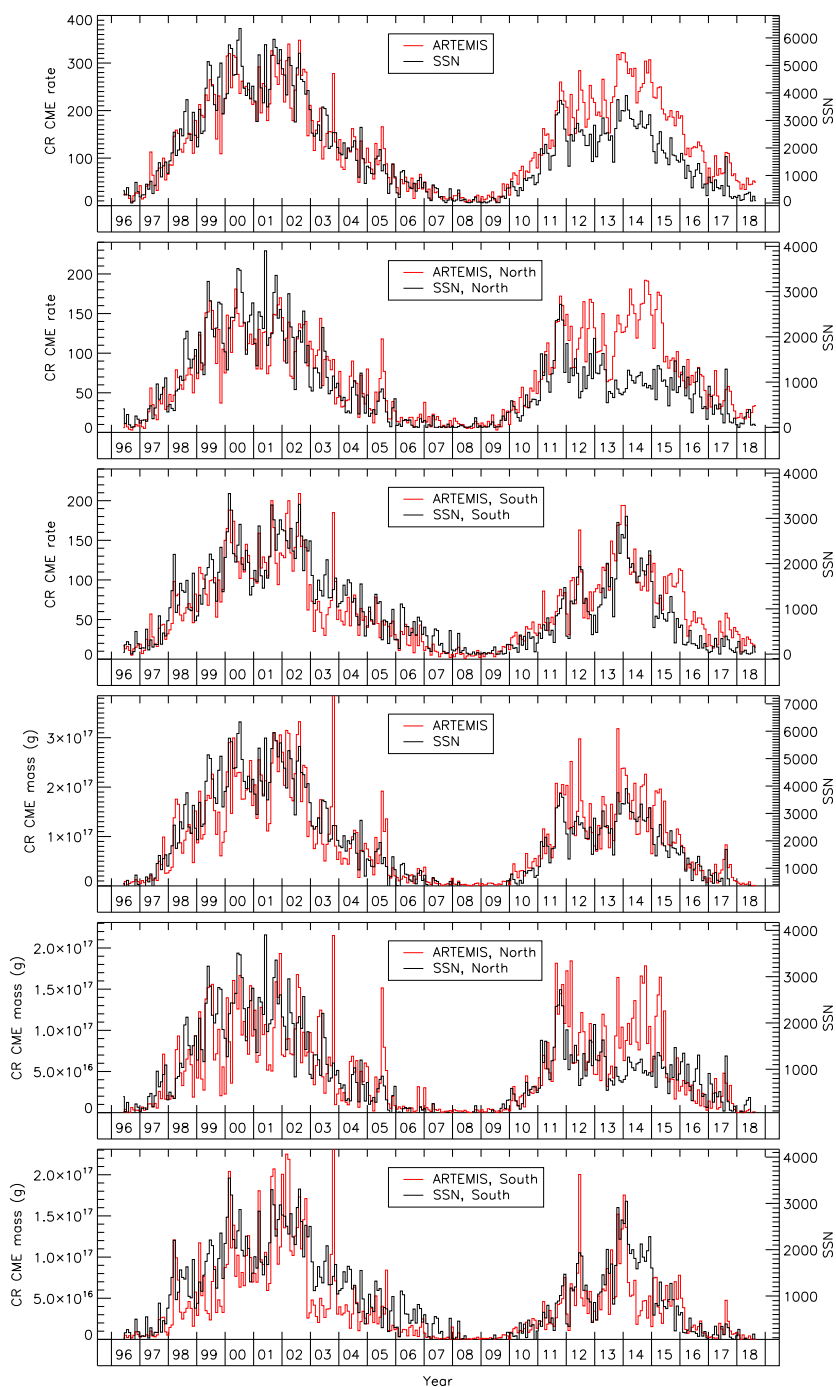 400
300
200
100
0
CR CME rate
ARTEMIS
SSN
6000
5000
4000
3000
2000
1000
0
SSN
96 97 98 99 00 01 02 03 04 05 06 07 08 09 10 11 12 13 14 15 16 17 18
200
150
100
50
0
CR CME rate
ARTEMIS, North
SSN, North
4000
3000
2000
1000
0
SSN
96 97 98 99 00 01 02 03 04 05 06 07 08 09 10 11 12 13 14 15 16 17 18
200
150
100
50
0
CR CME rate
ARTEMIS, South
SSN, South
4000
3000
2000
1000
0
SSN
96 97 98 99 00 01 02 03 04 05 06 07 08 09 10 11 12 13 14 15 16 17 18
3×10¹⁷
2×10¹⁷
1×10¹⁷
0
CR CME mass (g)
ARTEMIS
SSN
7000
6000
5000
4000
3000
2000
1000
SSN
96 97 98 99 00 01 02 03 04 05 06 07 08 09 10 11 12 13 14 15 16 17 18
2.0×10¹⁷
1.5×10¹⁷
1.0×10¹⁷
5.0×10¹⁶
0
CR CME mass (g)
ARTEMIS, North
SSN, North
4000
3000
2000
1000
SSN
96 97 98 99 00 01 02 03 04 05 06 07 08 09 10 11 12 13 14 15 16 17 18
2.0×10¹⁷
1.5×10¹⁷
1.0×10¹⁷
5.0×10¹⁶
0
CR CME mass (g)
ARTEMIS, South
SSN, South
4000
3000
2000
1000
SSN
96 97 98 99 00 01 02 03 04 05 06 07 08 09 10 11 12 13 14 15 16 17 18
Year